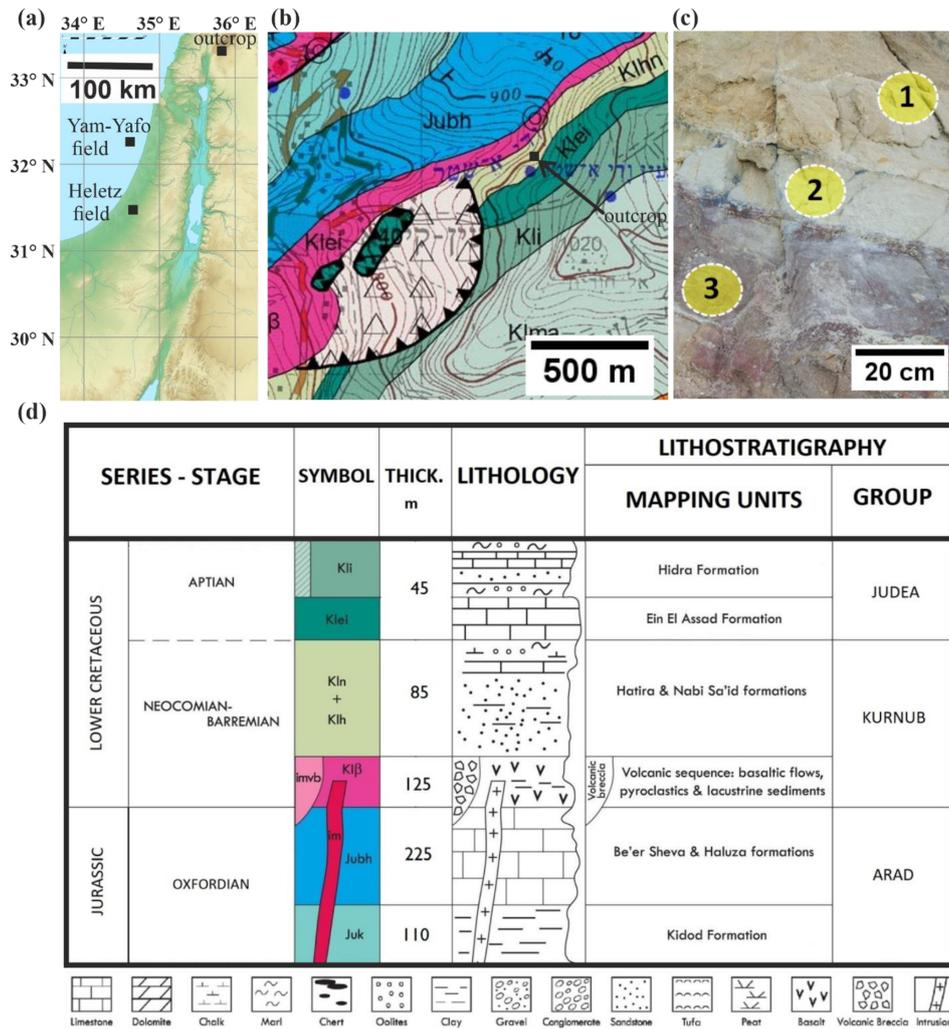 (a) 34° E 35° E 36° E
outcrop
33° N
100 km
Yam-Yafo
field
32° N
Heletz
field
31° N
30° N
(b)
Klhn
900
Jubh
Klei
outcrop
Klei
Kli
1020
800
β
Klma
500 m
(c)
1
2
3
20 cm
(d)
SERIES - STAGE SYMBOL THICK. m LITHOLOGY LITHOSTRATIGRAPHY
MAPPING UNITS GROUP
LOWER CRETACEOUS
APTIAN Kli 45 Hidra Formation JUDEA
Klei Ein El Assad Formation
NEOCOMIAN-
BARREMIAN
Kln
+
Klh
85 Hatira & Nabi Sa'id formations KURNUB
imvb Klβ 125 Volcanic breccia Volcanic sequence: basaltic flows,
pyroclastics & lacustrine sediments
JURASSIC
OXFORDIAN im Jubh 225 Be'er Sheva & Haluza formations ARAD
Juk 110 Kidod Formation
Limestone Dolomite Chalk Marl Chert Oolites Clay Gravel Conglomerate Sandstone Tufa Peat Basalt Volcanic Breccia